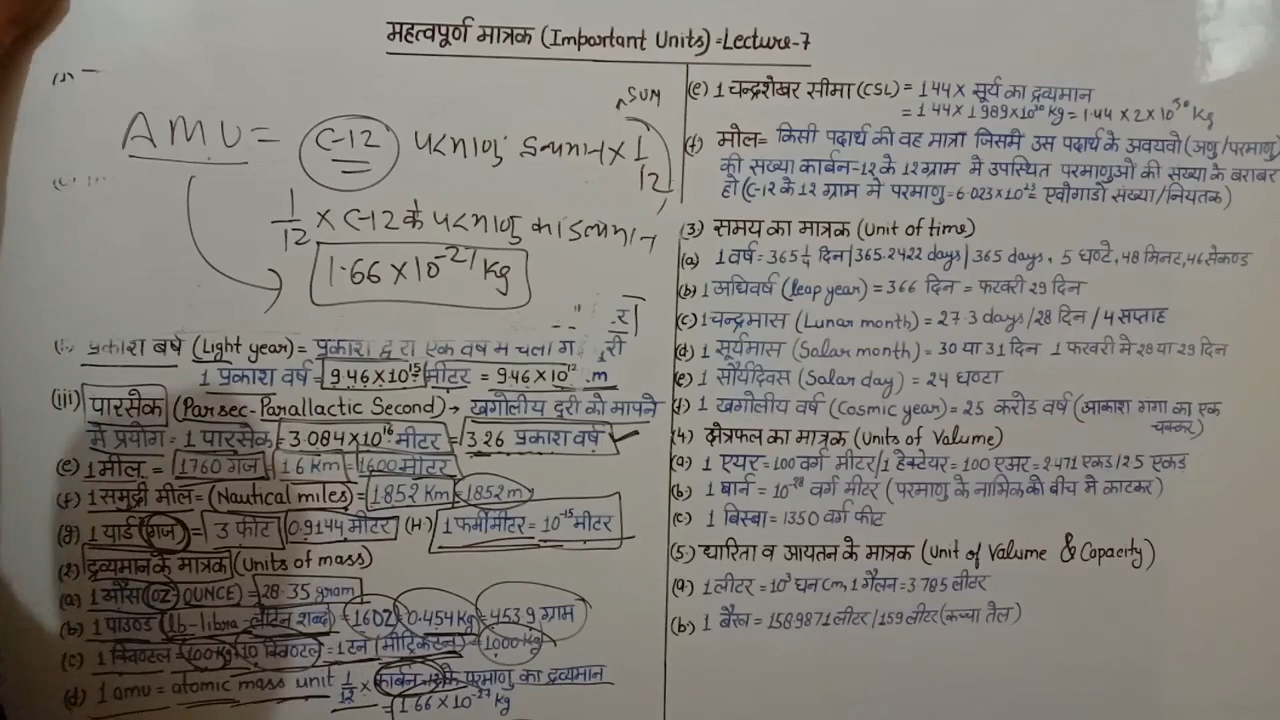 महत्वपूर्ण मात्रक (Important Units) = Lecture-7
AMU = C-12 परमाणु द्रव्यमान × 1/12
1/12 × C-12 के परमाणु का द्रव्यमान
1.66 × 10⁻²⁷ kg
प्रकाश वर्ष (Light year) = प्रकाश द्वारा एक वर्ष में चला
1 प्रकाश वर्ष = 9.46×10¹⁵ मीटर = 9.46×10¹² m
(iii) पारसेक (Parsec-Parallactic Second) → खगोलीय दूरी को मापने
में प्रयोग = 1 पारसेक = 3.084×10¹⁶ मीटर = 3.26 प्रकाश वर्ष
(e) 1 मील = 1760 गज = 1.6 Km = 1600 मीटर
(f) 1 समुद्री मील = (Nautical miles) = 1.852 Km = 1852 m
(g) 1 यार्ड (गज) = 3 फीट 0.9144 मीटर (H) 1 फर्मीमीटर = 10⁻¹⁵ मीटर
(2) द्रव्यमान के मात्रक (Units of mass)
(a) 1 औंस (OZ-OUNCE) = 28.35 gram
(b) 1 पाउण्ड (lb-libra-लैटिन शब्द) = 16 OZ = 0.454 Kg = 453.9 ग्राम
(c) 1 क्विण्टल = 100 Kg 10 क्विण्टल = 1 टन (मीट्रिक टन) = 1000 Kg
(d) 1 amu = atomic mass unit 1/12 × कार्बन-12 के परमाणु का द्रव्यमान
= 1.66 × 10⁻²⁷ Kg
(e) 1 चन्द्रशेखर सीमा (CSL) = 1.44 × सूर्य का द्रव्यमान
= 1.44 × 1.989×10³⁰ Kg = 1.44 × 2×10³⁰ Kg
(f) मोल = किसी पदार्थ की वह मात्रा जिसमें उस पदार्थ के अवयवो (अणु/परमाणु)
की संख्या कार्बन-12 के 12 ग्राम में उपस्थित परमाणुओं की संख्या के बराबर
हो (C-12 के 12 ग्राम में परमाणु = 6.023×10²³ = एवोगाड्रो संख्या/नियतक)
(3) समय का मात्रक (Unit of time)
(a) 1 वर्ष = 365 1/4 दिन / 365.2422 days / 365 days, 5 घण्टे, 48 मिनट, 46 सेकण्ड
(b) 1 अधिवर्ष (leap year) = 366 दिन = फरवरी 29 दिन
(c) 1 चन्द्रमास (Lunar month) = 27.3 days / 28 दिन / 4 सप्ताह
(d) 1 सूर्यमास (Salar month) = 30 या 31 दिन 1 फरवरी में 28 या 29 दिन
(e) 1 सौर्यदिवस (Salar day) = 24 घण्टा
(f) 1 खगोलीय वर्ष (Cosmic year) = 25 करोड़ वर्ष (आकाश गंगा का एक
चक्कर)
(4) क्षेत्रफल का मात्रक (Units of Valume)
(a) 1 एयर = 100 वर्ग मीटर / 1 हेक्टेयर = 100 एअर = 2.471 एकड़ / 2.5 एकड़
(b) 1 बार्न = 10⁻²⁸ वर्ग मीटर (परमाणु के नाभिक को बीच में काटकर)
(c) 1 बिस्बा = 1350 वर्ग फीट
(5) धारिता व आयतन के मात्रक (Unit of Valume & Capacity)
(a) 1 लीटर = 10³ घन cm, 1 गैलन = 3.785 लीटर
(b) 1 बैरल = 158.9871 लीटर / 159 लीटर (कच्चा तेल)